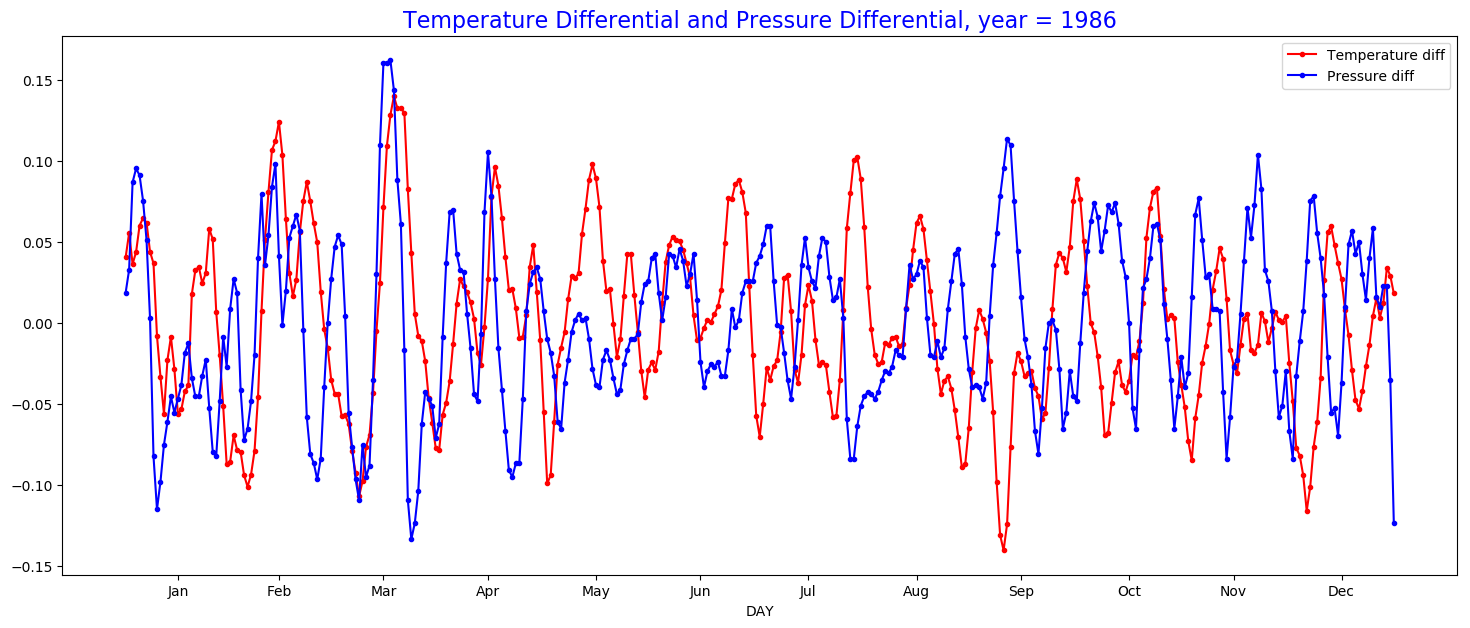 Temperature Differential and Pressure Differential, year = 1986
Temperature diff
Pressure diff
0.15
0.10
0.05
0.00
−0.05
−0.10
−0.15
Jan Feb Mar Apr May Jun Jul Aug Sep Oct Nov Dec
DAY